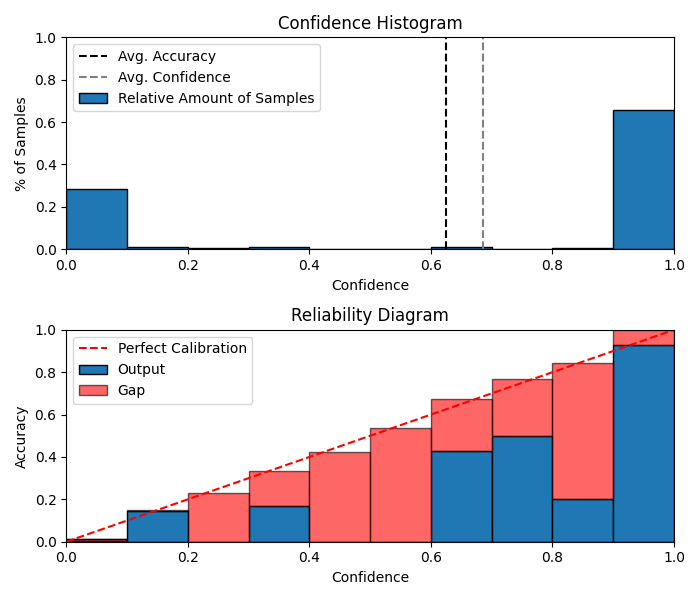 Confidence Histogram
1.0
0.8
0.6
0.4
0.2
0.0
% of Samples
Avg. Accuracy
Avg. Confidence
Relative Amount of Samples
0.0 0.2 0.4 0.6 0.8 1.0
Confidence
Reliability Diagram
1.0
0.8
0.6
0.4
0.2
0.0
Accuracy
Perfect Calibration
Output
Gap
0.0 0.2 0.4 0.6 0.8 1.0
Confidence